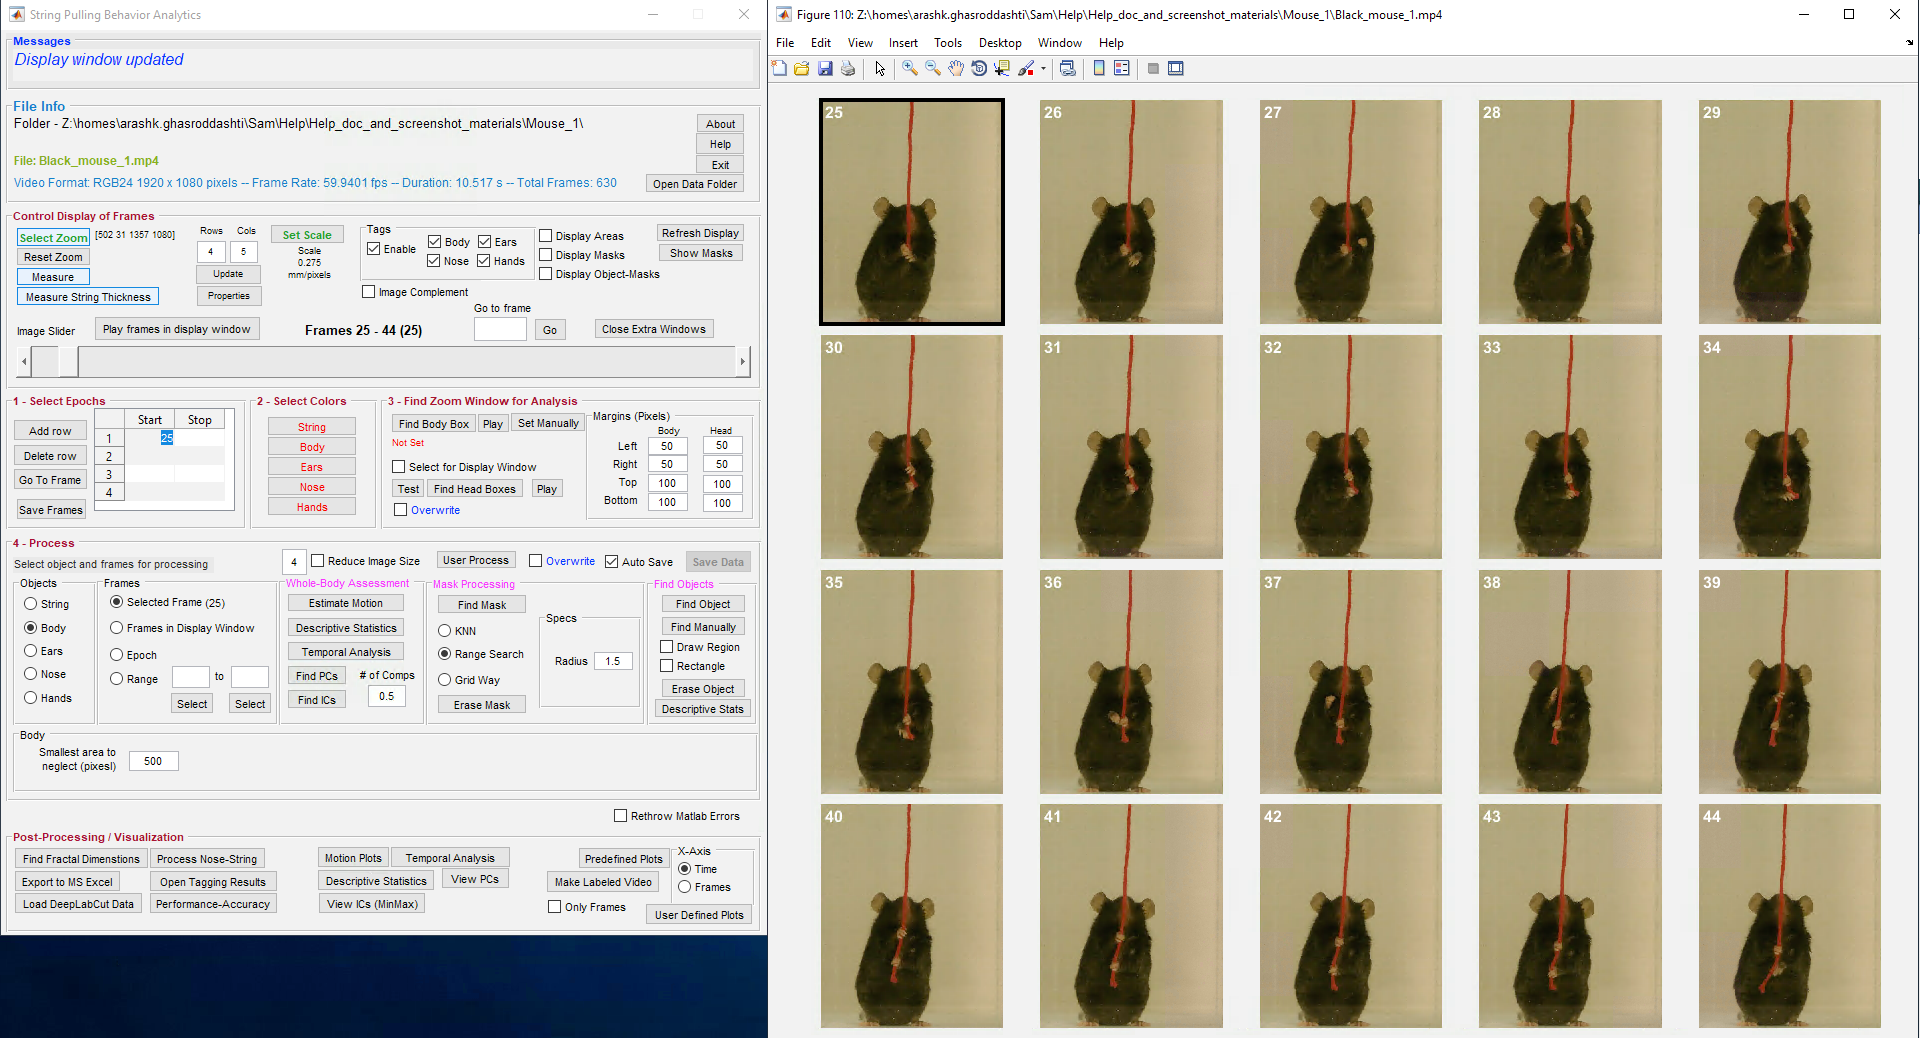 String Pulling Behavior Analytics
Messages
Display window updated
File Info
Folder - Z:\homes\arashk.ghasroddashti\Sam\Help\Help_doc_and_screenshot_materials\Mouse_1\
About
Help
File: Black_mouse_1.mp4
Exit
Video Format: RGB24 1920 x 1080 pixels -- Frame Rate: 59.9401 fps -- Duration: 10.517 s -- Total Frames: 630
Open Data Folder
Control Display of Frames
Select Zoom [502 31 1357 1080]
Reset Zoom
Measure
Measure String Thickness
Rows Cols
4 5
Update
Properties
Set Scale
Scale
0.275
mm/pixels
Tags
Enable Body Ears
Nose Hands
Image Complement
Display Areas
Display Masks
Display Object-Masks
Refresh Display
Show Masks
Go to frame
Image Slider
Play frames in display window
Frames 25 - 44 (25)
Go
Close Extra Windows
1 - Select Epochs
Add row
Delete row
Go To Frame
Save Frames
Start Stop
1 25
2
3
4
2 - Select Colors
String
Body
Ears
Nose
Hands
3 - Find Zoom Window for Analysis
Find Body Box Play Set Manually
Not Set
Select for Display Window
Test Find Head Boxes Play
Overwrite
Margins (Pixels)
Body Head
Left 50 50
Right 50 50
Top 100 100
Bottom 100 100
4 - Process
Select object and frames for processing
4 Reduce Image Size User Process Overwrite Auto Save Save Data
Objects
String
Body
Ears
Nose
Hands
Frames
Selected Frame (25)
Frames in Display Window
Epoch
Range to
Select Select
Whole-Body Assessment
Estimate Motion
Descriptive Statistics
Temporal Analysis
Find PCs # of Comps
Find ICs 0.5
Mask Processing
Find Mask
KNN
Range Search
Grid Way
Erase Mask
Specs
Radius 1.5
Find Objects
Find Object
Find Manually
Draw Region
Rectangle
Erase Object
Descriptive Stats
Body
Smallest area to
neglect (pixesl) 500
Rethrow Matlab Errors
Post-Processing / Visualization
Find Fractal Dimenstions Process Nose-String
Export to MS Excel Open Tagging Results
Load DeepLabCut Data Performance-Accuracy
Motion Plots Temporal Analysis
Descriptive Statistics View PCs
View ICs (MinMax)
Predefined Plots
Make Labeled Video
Only Frames
X-Axis
Time
Frames
User Defined Plots
Figure 110: Z:\homes\arashk.ghasroddashti\Sam\Help\Help_doc_and_screenshot_materials\Mouse_1\Black_mouse_1.mp4
File Edit View Insert Tools Desktop Window Help
25 26 27 28 29
30 31 32 33 34
35 36 37 38 39
40 41 42 43 44